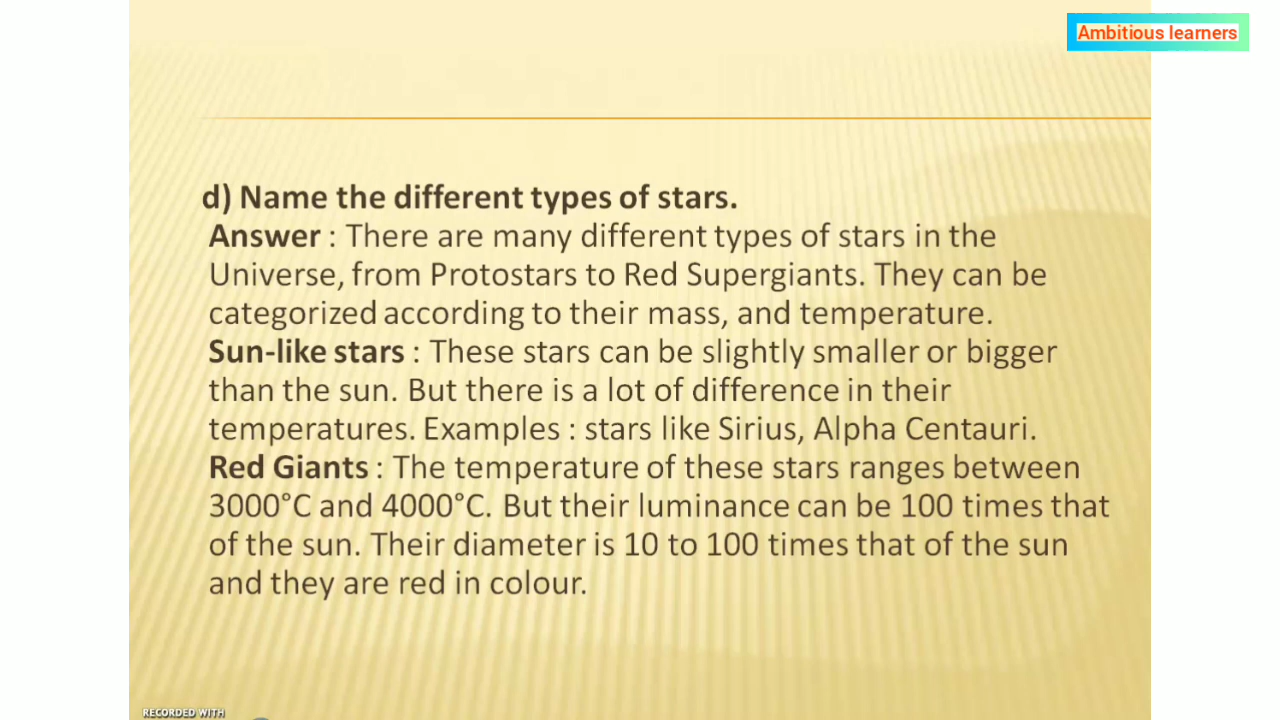 Ambitious learners
d) Name the different types of stars.
Answer : There are many different types of stars in the
Universe, from Protostars to Red Supergiants. They can be
categorized according to their mass, and temperature.
Sun-like stars : These stars can be slightly smaller or bigger
than the sun. But there is a lot of difference in their
temperatures. Examples : stars like Sirius, Alpha Centauri.
Red Giants : The temperature of these stars ranges between
3000°C and 4000°C. But their luminance can be 100 times that
of the sun. Their diameter is 10 to 100 times that of the sun
and they are red in colour.
RECORDED WITH